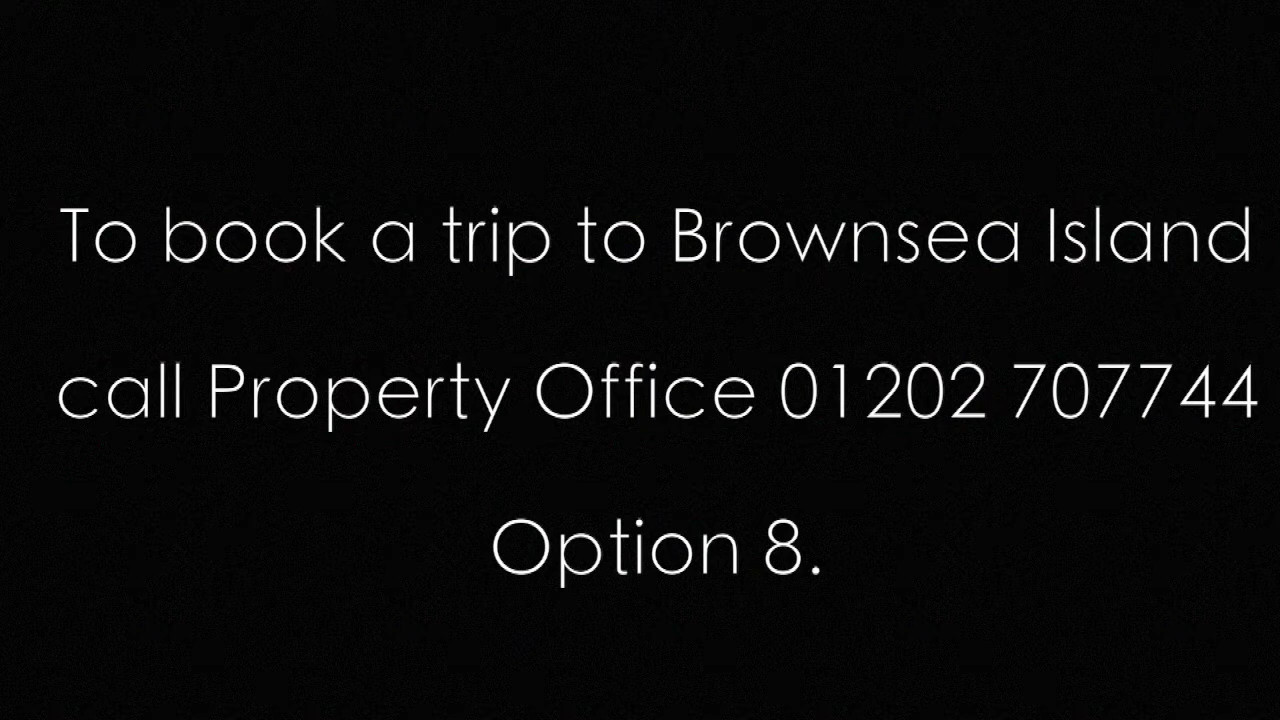 To book a trip to Brownsea Island
call Property Office 01202 707744
Option 8.